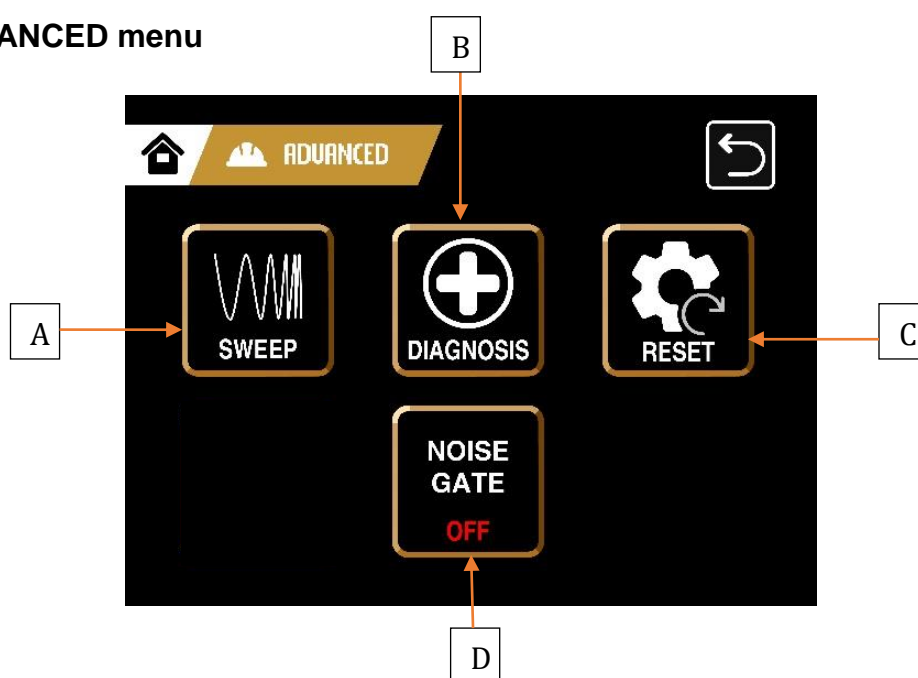 ANCED menu
B
ADVANCED
A
SWEEP
DIAGNOSIS
RESET
C
NOISE
GATE
OFF
D